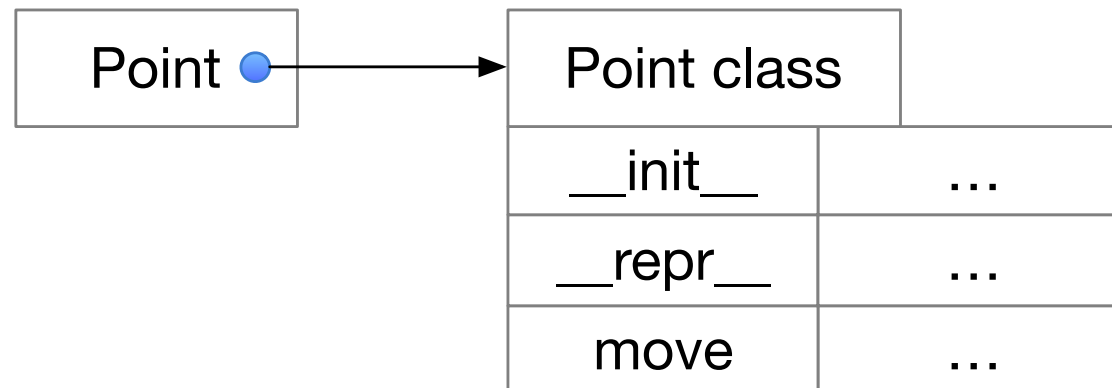 Point
Point class
__init__ ...
__repr__ ...
move ...